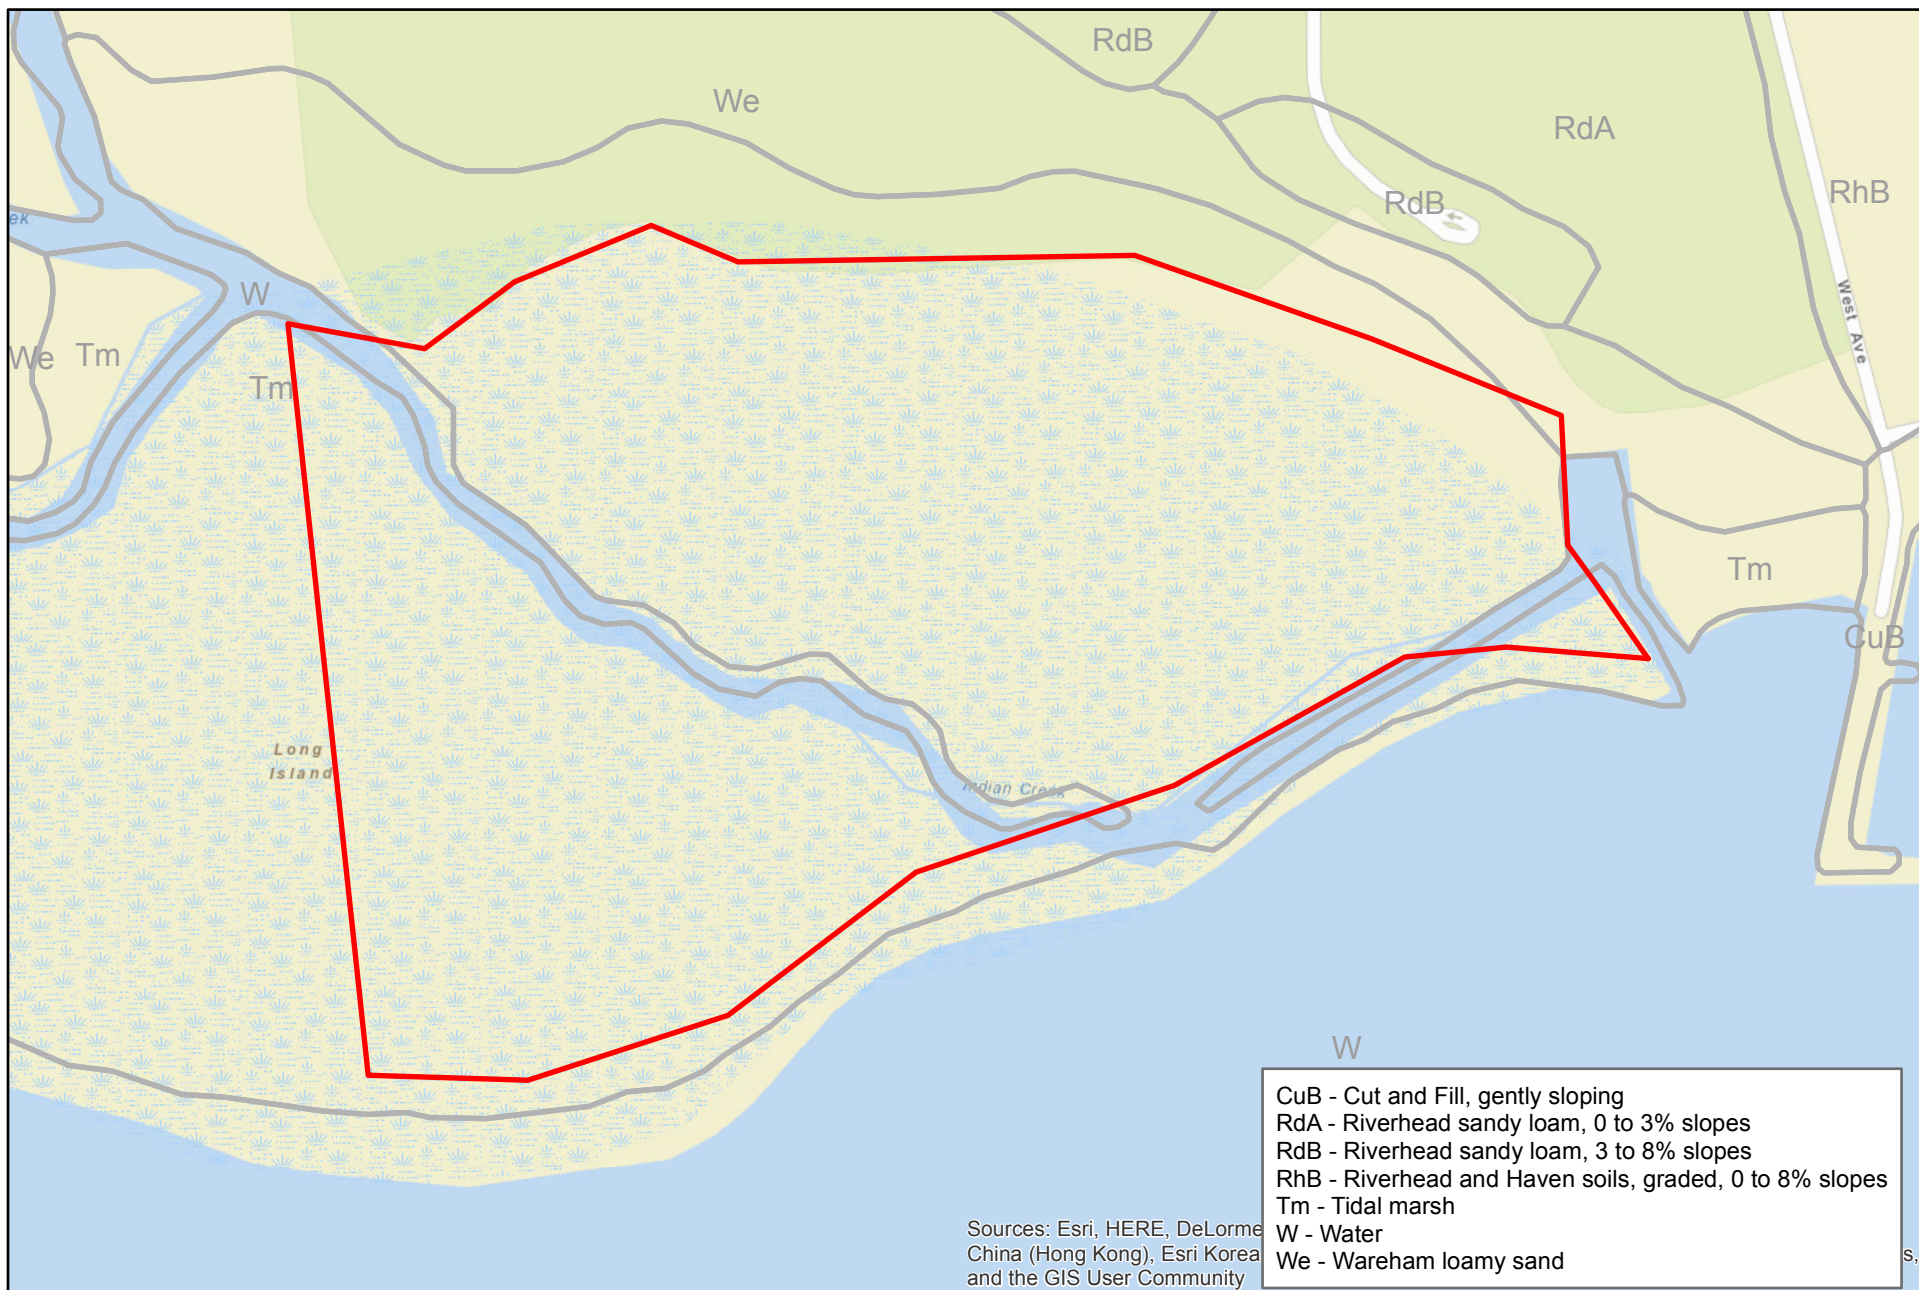 RdB
We
RdA
RhB
RdB
ek
W
West Ave
We
Tm
Tm
Tm
CuB
Long
Island
Indian Creek
W
CuB - Cut and Fill, gently sloping
RdA - Riverhead sandy loam, 0 to 3% slopes
RdB - Riverhead sandy loam, 3 to 8% slopes
RhB - Riverhead and Haven soils, graded, 0 to 8% slopes
Tm - Tidal marsh
W - Water
We - Wareham loamy sand
Sources: Esri, HERE, DeLorme
China (Hong Kong), Esri Korea s,
and the GIS User Community